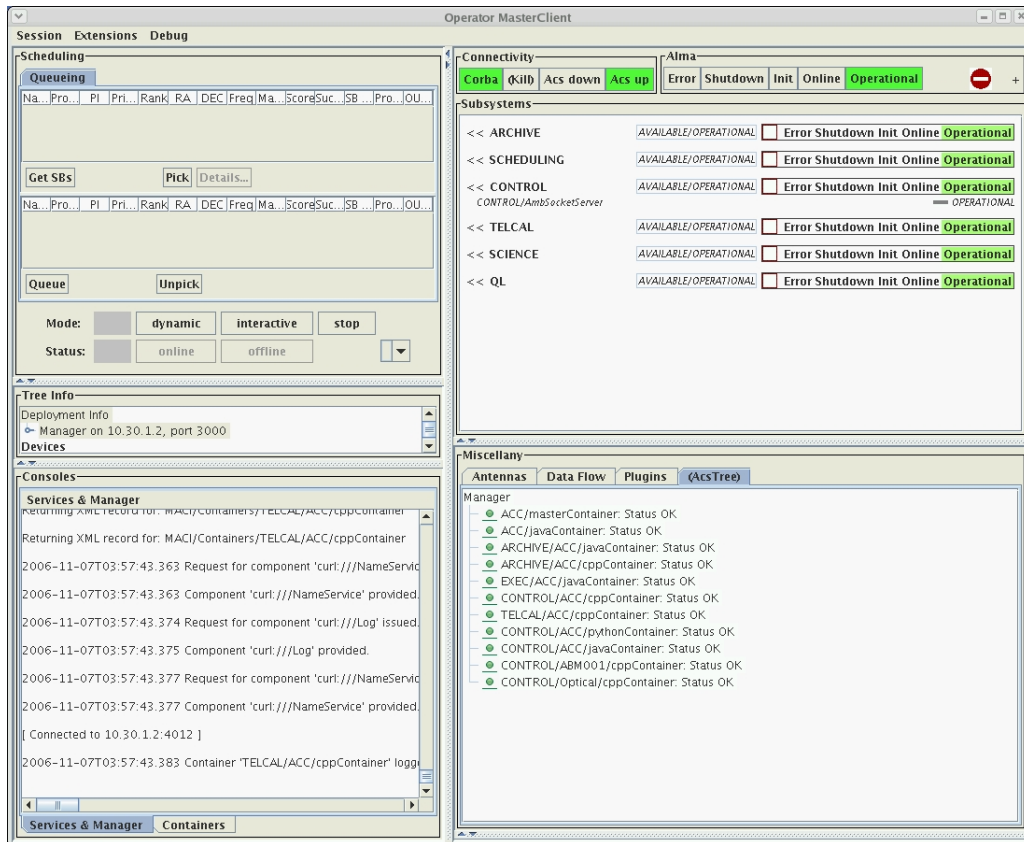 Operator MasterClient
Session Extensions Debug
Scheduling
Queueing
Na... Pro... PI Pri... Rank RA DEC Freq Ma... Score Suc... SB ... Pro... OU...
Get SBs Pick Details...
Na... Pro... PI Pri... Rank RA DEC Freq Ma... Score Suc... SB ... Pro... OU...
Queue Unpick
Mode: dynamic interactive stop
Status: online offline
Tree Info
Deployment Info
Manager on 10.30.1.2, port 3000
Devices
Consoles
Services & Manager
Returning XML record for: MACI/Containers/TELCAL/ACC/cppContainer
Returning XML record for: MACI/Containers/TELCAL/ACC/cppContainer
2006-11-07T03:57:43.363 Request for component 'curl:///NameServic
2006-11-07T03:57:43.363 Component 'curl:///NameService' provided.
2006-11-07T03:57:43.374 Request for component 'curl:///Log' issued.
2006-11-07T03:57:43.375 Component 'curl:///Log' provided.
2006-11-07T03:57:43.377 Request for component 'curl:///NameServic
2006-11-07T03:57:43.377 Component 'curl:///NameService' provided.
[ Connected to 10.30.1.2:4012 ]
2006-11-07T03:57:43.383 Container 'TELCAL/ACC/cppContainer' logg
Services & Manager Containers
Connectivity
Corba (Kill) Acs down Acs up
Alma
Error Shutdown Init Online Operational +
Subsystems
<< ARCHIVE AVAILABLE/OPERATIONAL Error Shutdown Init Online Operational
<< SCHEDULING AVAILABLE/OPERATIONAL Error Shutdown Init Online Operational
<< CONTROL AVAILABLE/OPERATIONAL Error Shutdown Init Online Operational
CONTROL/AmbSocketServer OPERATIONAL
<< TELCAL AVAILABLE/OPERATIONAL Error Shutdown Init Online Operational
<< SCIENCE AVAILABLE/OPERATIONAL Error Shutdown Init Online Operational
<< QL AVAILABLE/OPERATIONAL Error Shutdown Init Online Operational
Miscellany
Antennas Data Flow Plugins (AcsTree)
Manager
ACC/masterContainer: Status OK
ACC/javaContainer: Status OK
ARCHIVE/ACC/javaContainer: Status OK
ARCHIVE/ACC/cppContainer: Status OK
EXEC/ACC/javaContainer: Status OK
CONTROL/ACC/cppContainer: Status OK
TELCAL/ACC/cppContainer: Status OK
CONTROL/ACC/pythonContainer: Status OK
CONTROL/ACC/javaContainer: Status OK
CONTROL/ABM001/cppContainer: Status OK
CONTROL/Optical/cppContainer: Status OK